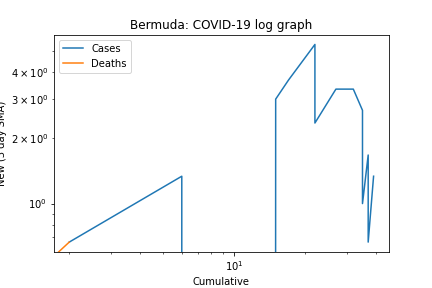 Bermuda: COVID-19 log graph
Cases
Deaths
4 × 10⁰
3 × 10⁰
2 × 10⁰
10⁰
New (3 day SMA)
10¹
Cumulative